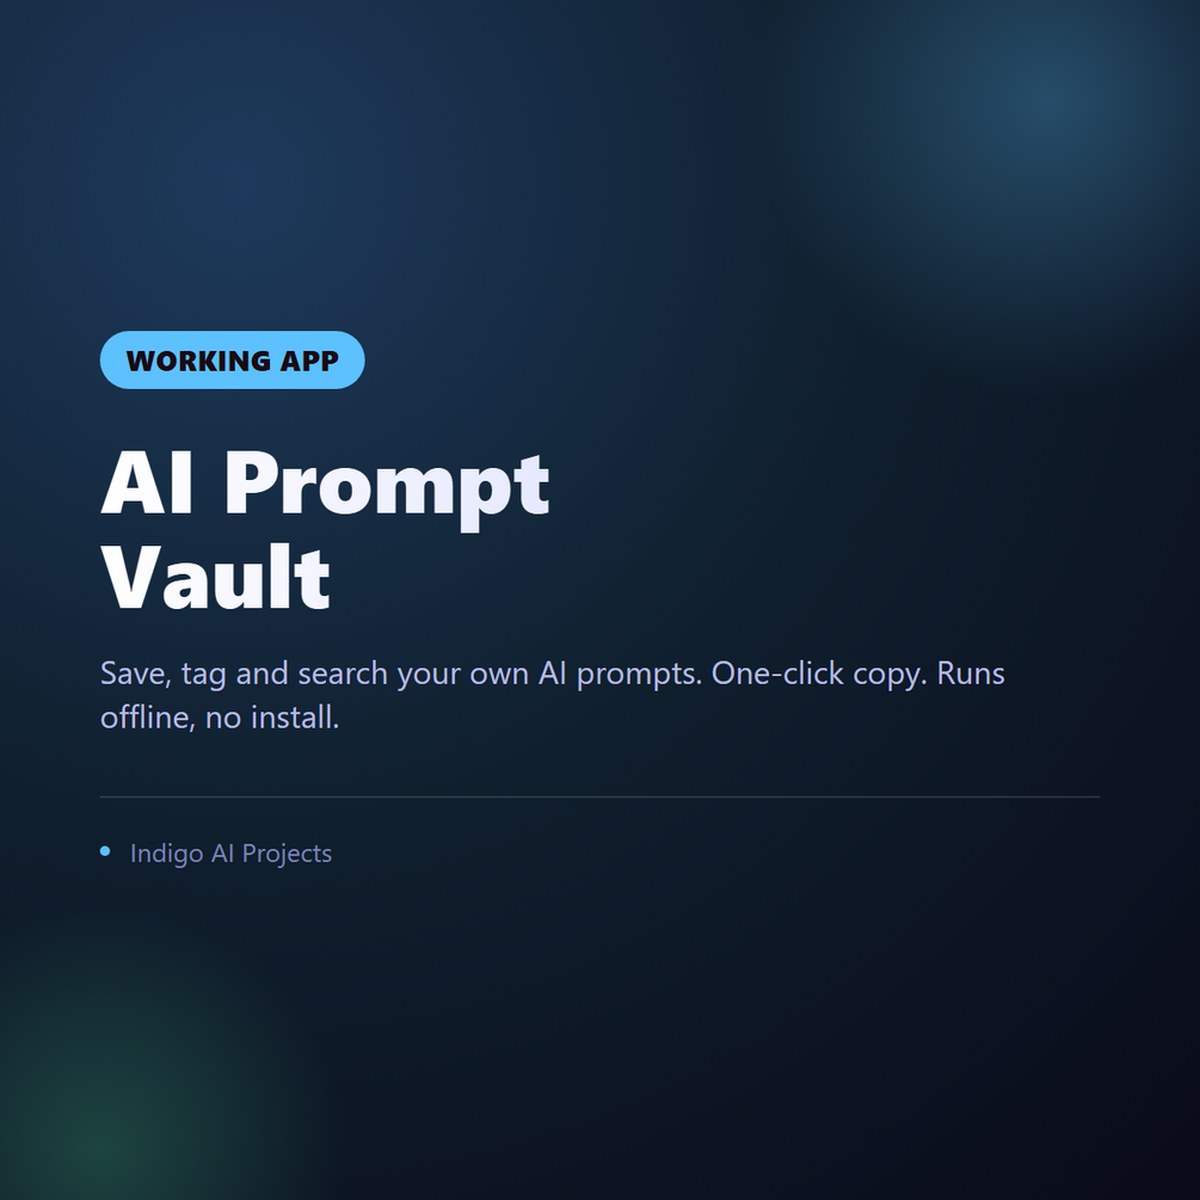 WORKING APP
AI Prompt
Vault
Save, tag and search your own AI prompts. One-click copy. Runs
offline, no install.
Indigo AI Projects